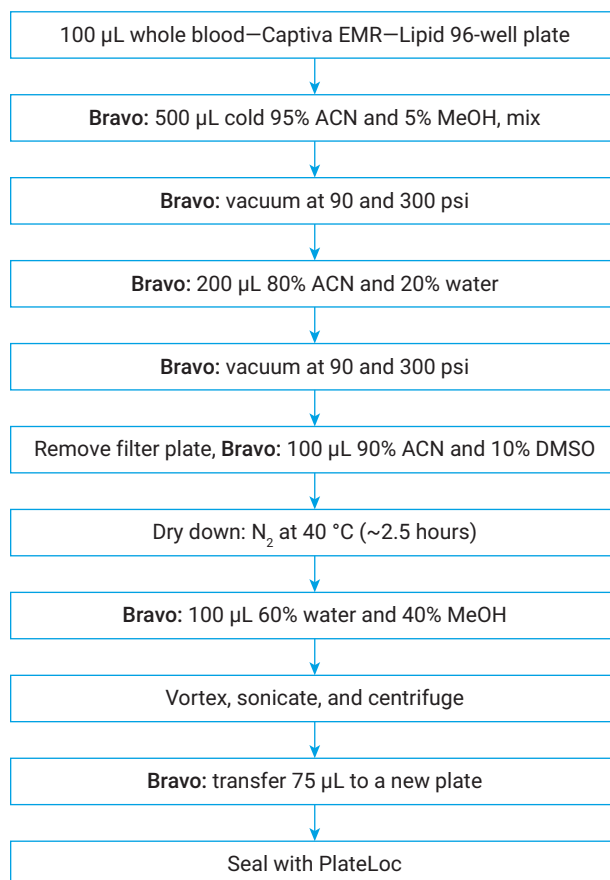 100 µL whole blood—Captiva EMR—Lipid 96-well plate
Bravo: 500 µL cold 95% ACN and 5% MeOH, mix
Bravo: vacuum at 90 and 300 psi
Bravo: 200 µL 80% ACN and 20% water
Bravo: vacuum at 90 and 300 psi
Remove filter plate, Bravo: 100 µL 90% ACN and 10% DMSO
Dry down: N₂ at 40 °C (~2.5 hours)
Bravo: 100 µL 60% water and 40% MeOH
Vortex, sonicate, and centrifuge
Bravo: transfer 75 µL to a new plate
Seal with PlateLoc